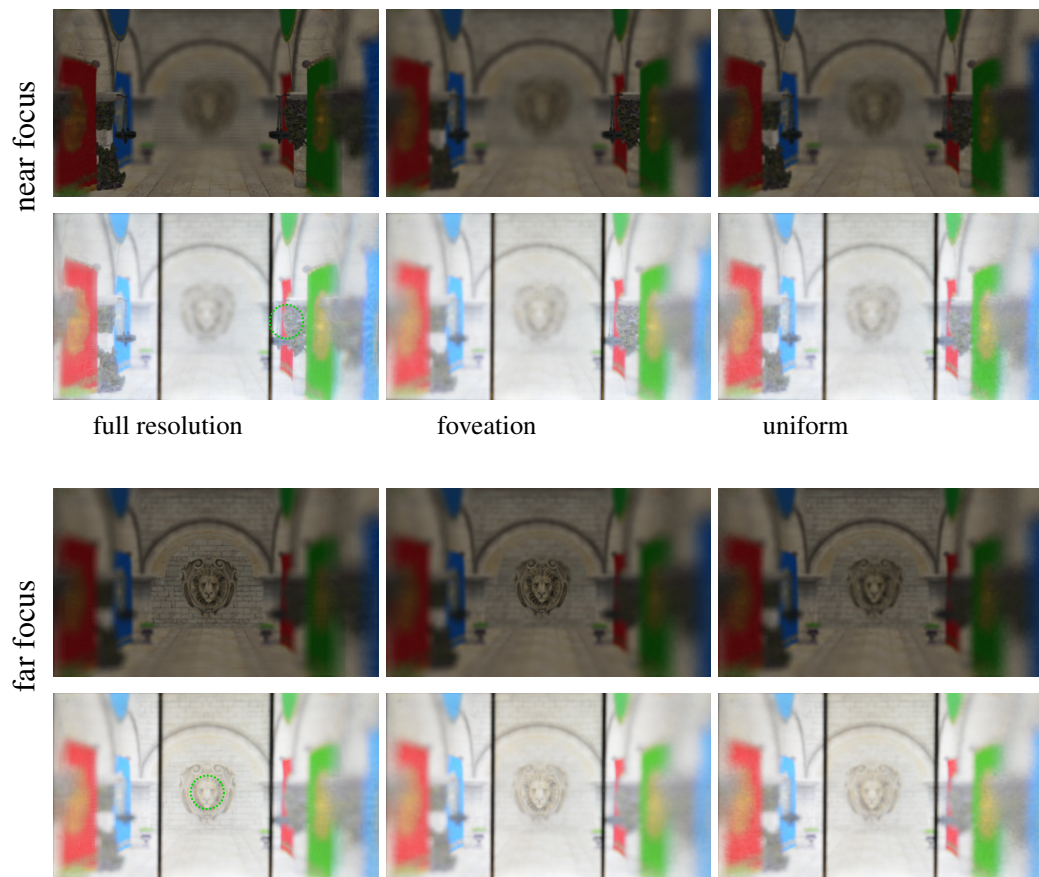 near focus
full resolution
foveation
uniform
far focus